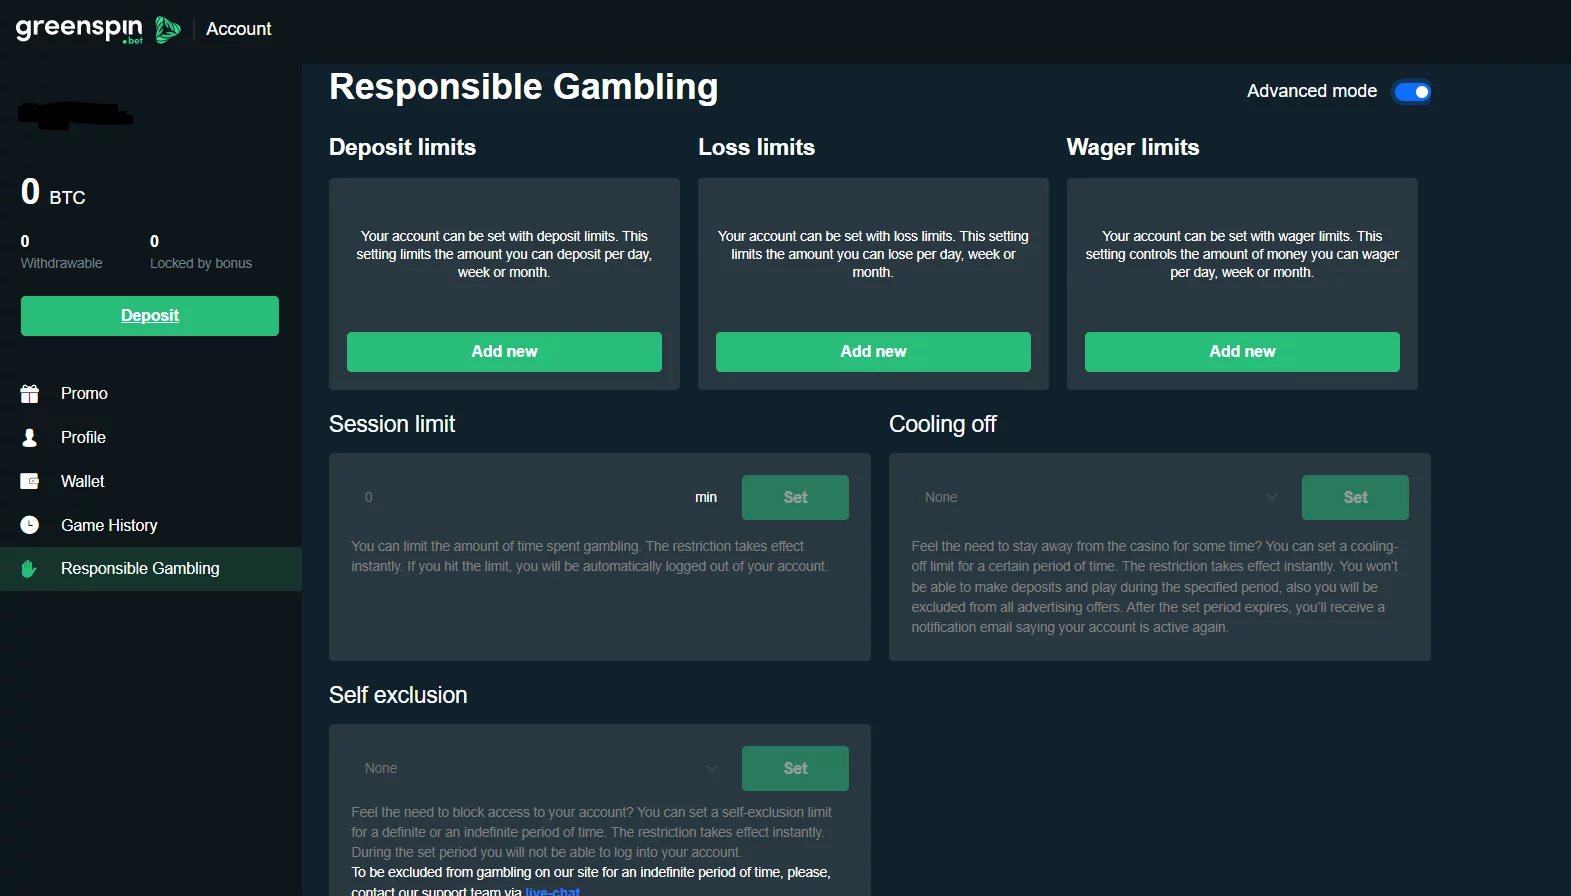 greenspin
.bet
Account
0 BTC
0
Withdrawable
0
Locked by bonus
Deposit
Promo
Profile
Wallet
Game History
Responsible Gambling
Responsible Gambling
Advanced mode
Deposit limits
Your account can be set with deposit limits. This
setting limits the amount you can deposit per day,
week or month.
Add new
Loss limits
Your account can be set with loss limits. This setting
limits the amount you can lose per day, week or
month.
Add new
Wager limits
Your account can be set with wager limits. This
setting controls the amount of money you can wager
per day, week or month.
Add new
Session limit
0
min
Set
You can limit the amount of time spent gambling. The restriction takes effect
instantly. If you hit the limit, you will be automatically logged out of your account.
Cooling off
None
Set
Feel the need to stay away from the casino for some time? You can set a cooling-
off limit for a certain period of time. The restriction takes effect instantly. You won't
be able to make deposits and play during the specified period, also you will be
excluded from all advertising offers. After the set period expires, you'll receive a
notification email saying your account is active again.
Self exclusion
None
Set
Feel the need to block access to your account? You can set a self-exclusion limit
for a definite or an indefinite period of time. The restriction takes effect instantly.
During the set period you will not be able to log into your account.
To be excluded from gambling on our site for an indefinite period of time, please,
contact our support team via live-chat